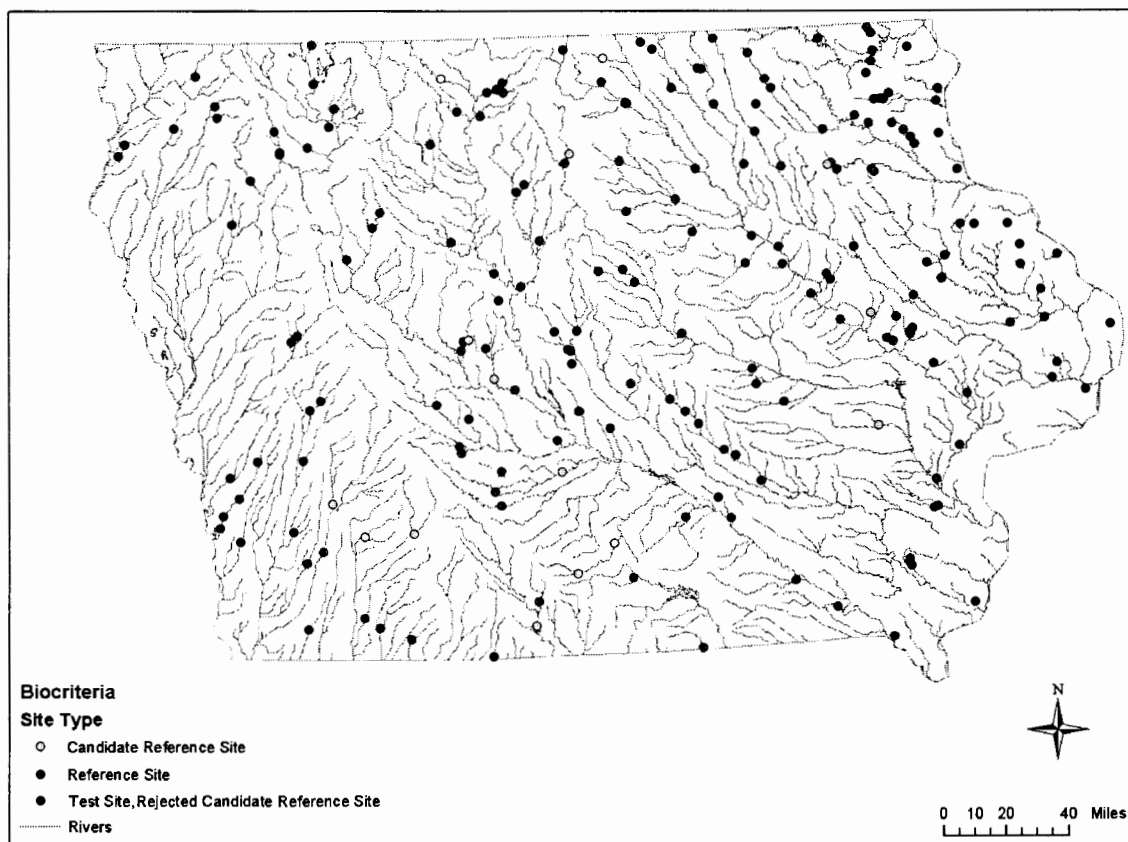 Biocriteria
Site Type
Candidate Reference Site
Reference Site
Test Site, Rejected Candidate Reference Site
Rivers
N
0 10 20 40 Miles